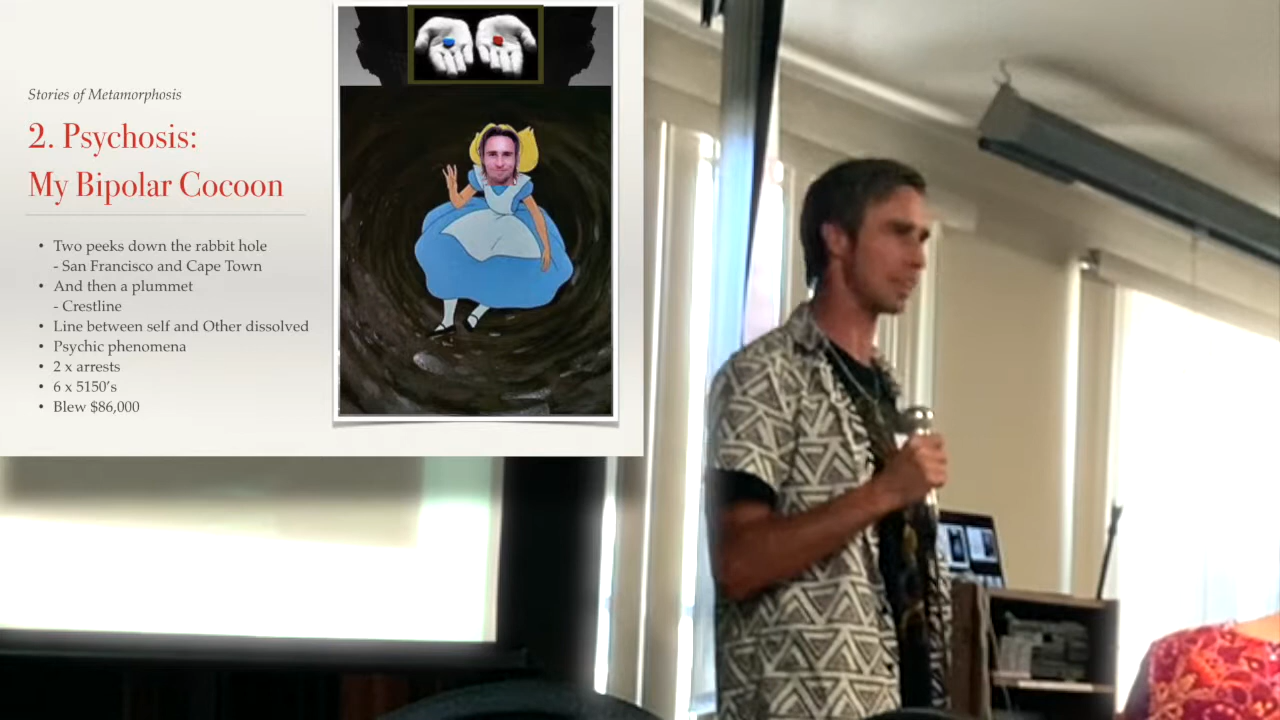 Stories of Metamorphosis
2. Psychosis:
My Bipolar Cocoon
• Two peeks down the rabbit hole
- San Francisco and Cape Town
• And then a plummet
- Crestline
• Line between self and Other dissolved
• Psychic phenomena
• 2 x arrests
• 6 x 5150's
• Blew $86,000